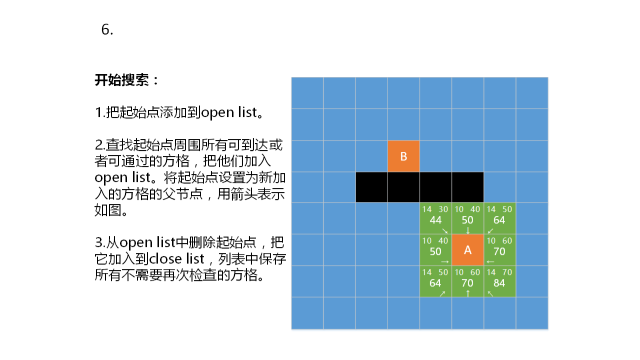 6.
开始搜索：
1.把起始点添加到open list。
2.查找起始点周围所有可到达或
者可通过的方格，把他们加入
open list。将起始点设置为新加
入的方格的父节点，用箭头表示
如图。
3.从open list中删除起始点，把
它加入到close list，列表中保存
所有不需要再次检查的方格。
B
14 30 10 40 14 50
44 50 64
↘ ↓ ↙
10 40 10 60
50 A 70
→ ←
14 50 10 60 14 70
64 70 84
↗ ↑ ↖